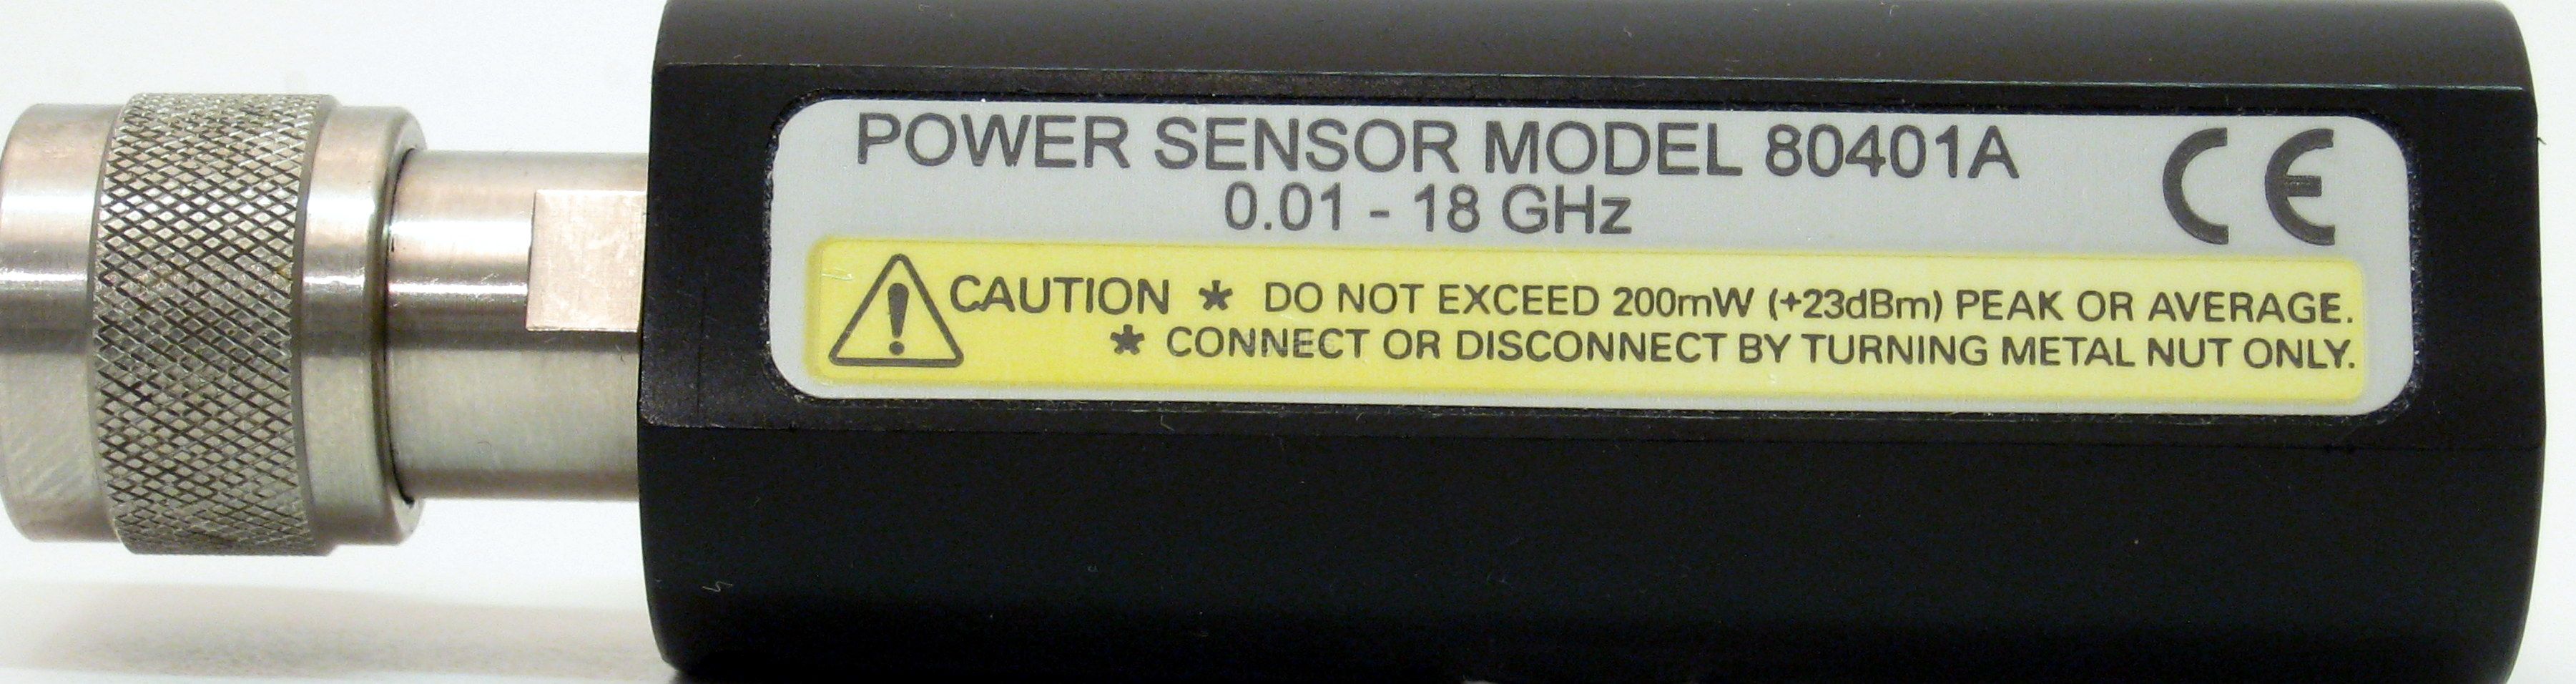 POWER SENSOR MODEL 80401A CE
0.01 - 18 GHz
CAUTION * DO NOT EXCEED 200mW (+23dBm) PEAK OR AVERAGE.
* CONNECT OR DISCONNECT BY TURNING METAL NUT ONLY.